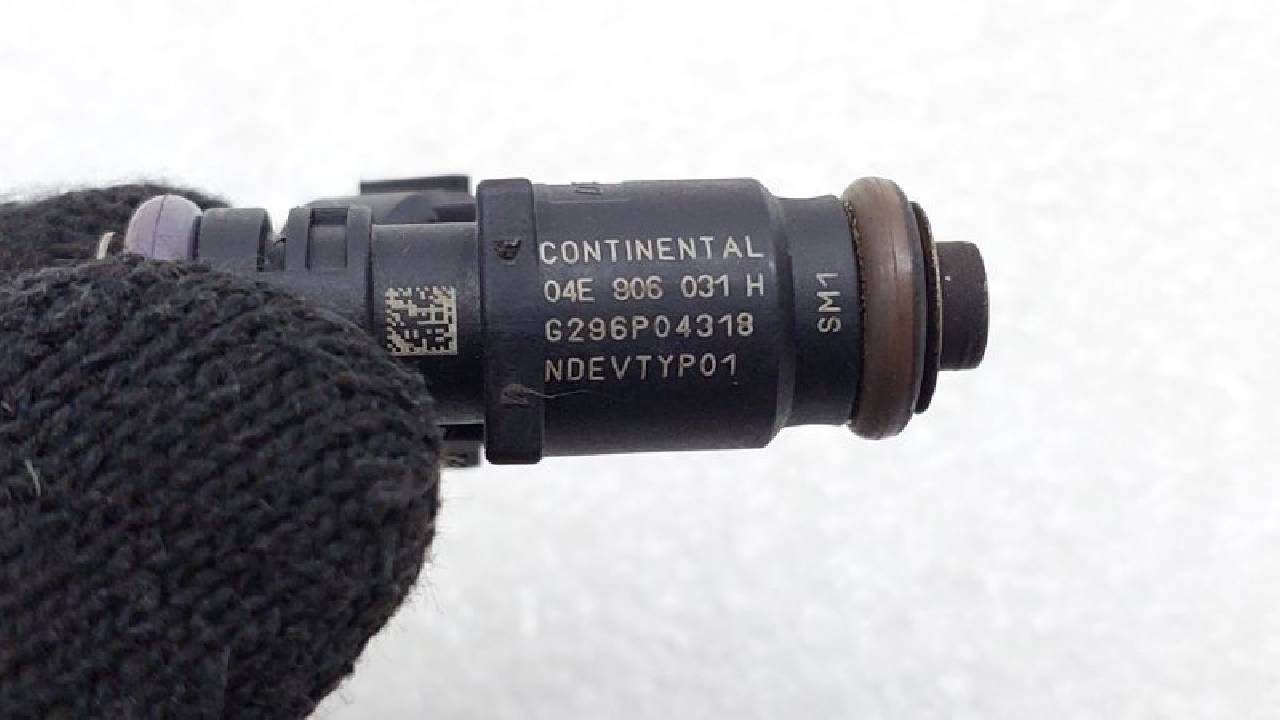 CONTINENTAL
04E 906 031 H
G296P04318
NDEVTYP01
SM1